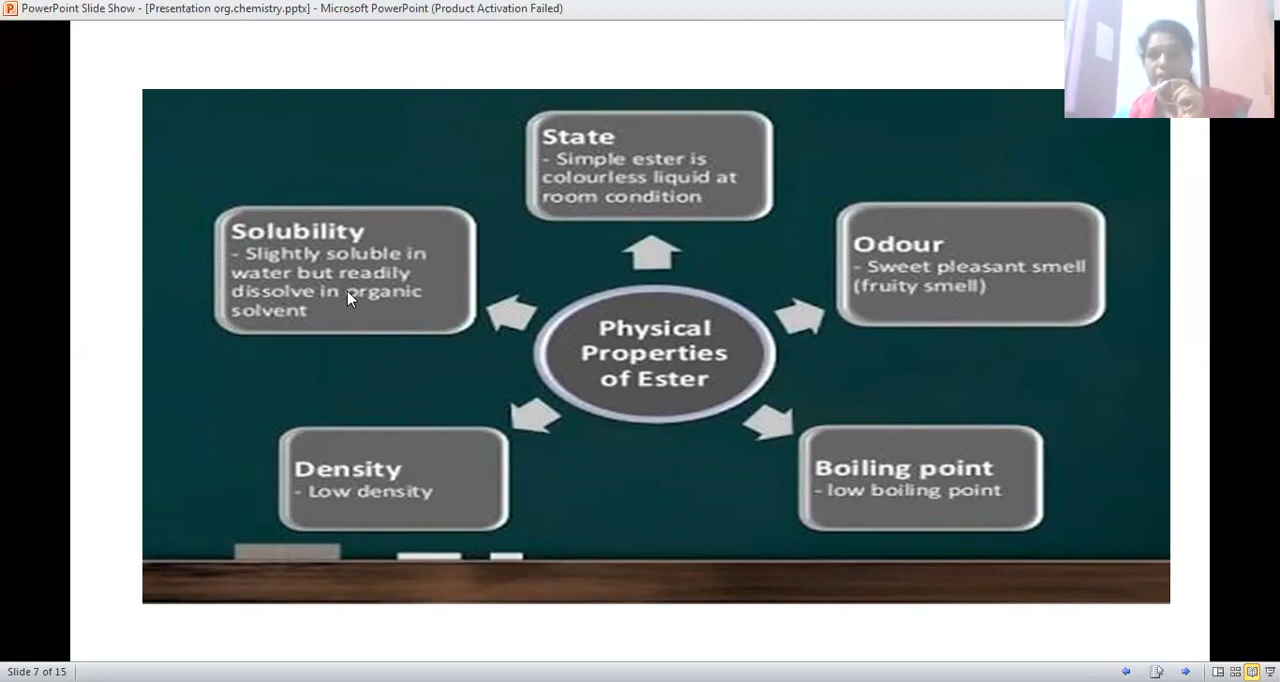 PowerPoint Slide Show - [Presentation org.chemistry.pptx] - Microsoft PowerPoint (Product Activation Failed)
State
- Simple ester is
colourless liquid at
room condition
Solubility
- Slightly soluble in
water but readily
dissolve in organic
solvent
Odour
- Sweet pleasant smell
(fruity smell)
Physical
Properties
of Ester
Density
- Low density
Boiling point
- low boiling point
Slide 7 of 15